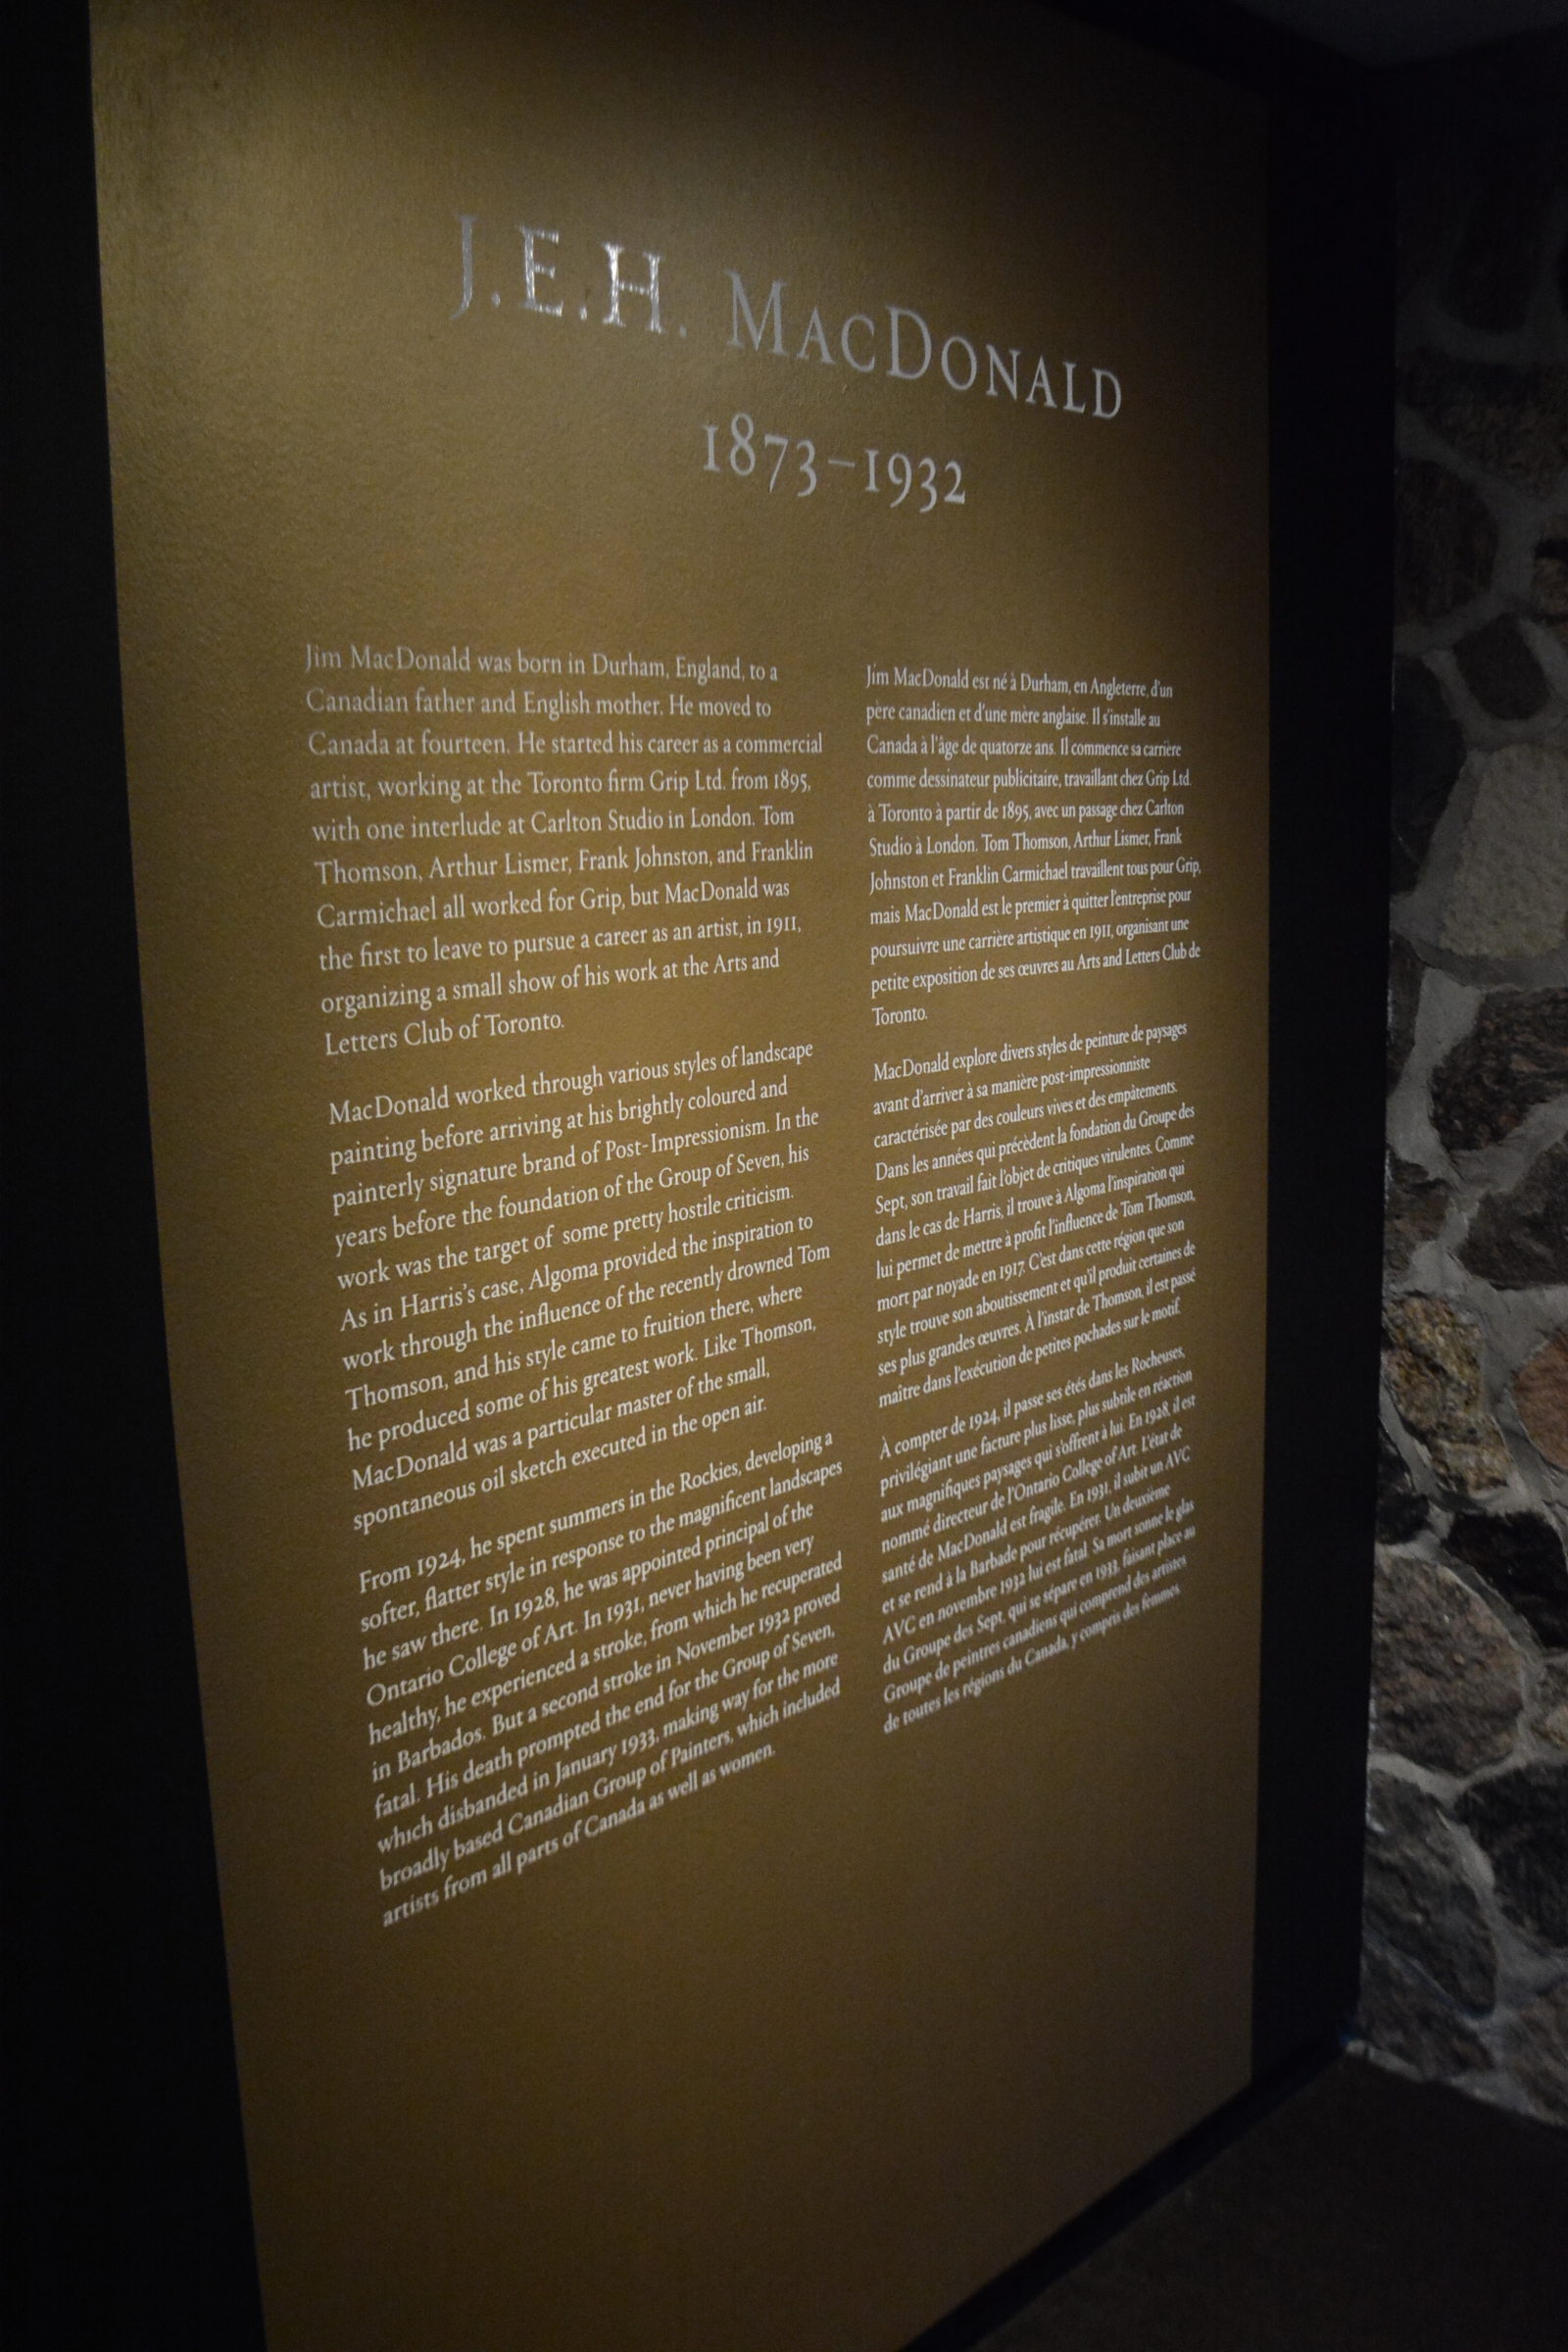 J.E.H. MACDONALD
1873–1932
Jim MacDonald was born in Durham, England, to a
Canadian father and English mother. He moved to
Canada at fourteen. He started his career as a commercial
artist, working at the Toronto firm Grip Ltd. from 1895,
with one interlude at Carlton Studio in London. Tom
Thomson, Arthur Lismer, Frank Johnston, and Franklin
Carmichael all worked for Grip, but MacDonald was
the first to leave to pursue a career as an artist, in 1911,
organizing a small show of his work at the Arts and
Letters Club of Toronto.
MacDonald worked through various styles of landscape
painting before arriving at his brightly coloured and
painterly signature brand of Post-Impressionism. In the
years before the foundation of the Group of Seven, his
work was the target of some pretty hostile criticism.
As in Harris's case, Algoma provided the inspiration to
work through the influence of the recently drowned Tom
Thomson, and his style came to fruition there, where
he produced some of his greatest work. Like Thomson,
MacDonald was a particular master of the small,
spontaneous oil sketch executed in the open air.
From 1924, he spent summers in the Rockies, developing a
softer, flatter style in response to the magnificent landscapes
he saw there. In 1928, he was appointed principal of the
Ontario College of Art. In 1931, never having been very
healthy, he experienced a stroke, from which he recuperated
in Barbados. But a second stroke in November 1932 proved
fatal. His death prompted the end for the Group of Seven,
which disbanded in January 1933, making way for the more
broadly based Canadian Group of Painters, which included
artists from all parts of Canada as well as women.
Jim MacDonald est né à Durham, en Angleterre, d'un
père canadien et d'une mère anglaise. Il s'installe au
Canada à l'âge de quatorze ans. Il commence sa carrière
comme dessinateur publicitaire, travaillant chez Grip Ltd.
à Toronto à partir de 1895, avec un passage chez Carlton
Studio à London. Tom Thomson, Arthur Lismer, Frank
Johnston et Franklin Carmichael travaillent tous pour Grip,
mais MacDonald est le premier à quitter l'entreprise pour
poursuivre une carrière artistique en 1911, organisant une
petite exposition de ses œuvres au Arts and Letters Club de
Toronto.
MacDonald explore divers styles de peinture de paysages
avant d'arriver à sa manière post-impressionniste
caractérisée par des couleurs vives et des empâtements.
Dans les années qui précèdent la fondation du Groupe des
Sept, son travail fait l'objet de critiques virulentes. Comme
dans le cas de Harris, il trouve à Algoma l'inspiration qui
lui permet de mettre à profit l'influence de Tom Thomson,
mort par noyade en 1917. C'est dans cette région que son
style trouve son aboutissement et qu'il produit certaines de
ses plus grandes œuvres. À l'instar de Thomson, il est passé
maître dans l'exécution de petites pochades sur le motif.
À compter de 1924, il passe ses étés dans les Rocheuses,
privilégiant une facture plus lisse, plus subtile en réaction
aux magnifiques paysages qui s'offrent à lui. En 1928, il est
nommé directeur de l'Ontario College of Art. L'état de
santé de MacDonald est fragile. En 1931, il subit un AVC
et se rend à la Barbade pour récupérer. Un deuxième
AVC en novembre 1932 lui est fatal. Sa mort sonne le glas
du Groupe des Sept, qui se sépare en 1933, faisant place au
Groupe de peintres canadiens qui comprend des artistes
de toutes les régions du Canada, y compris des femmes.